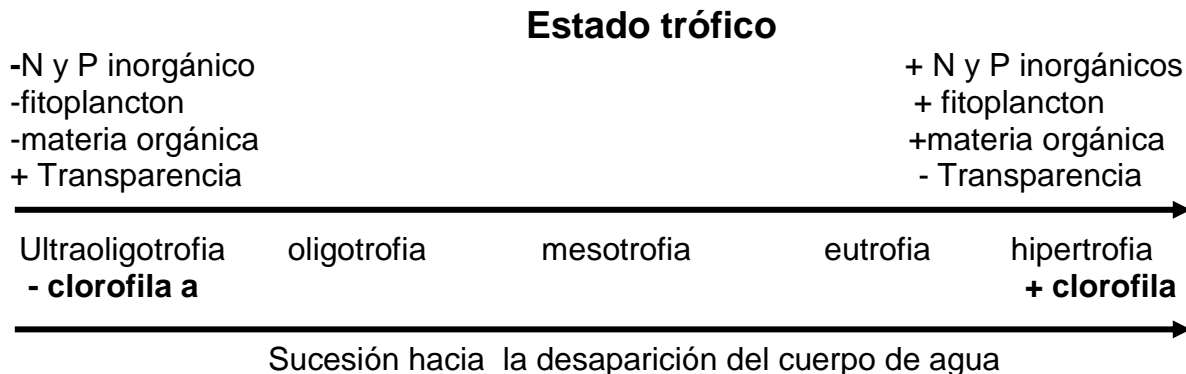 Estado trófico
-N y P inorgánico + N y P inorgánicos
-fitoplancton + fitoplancton
-materia orgánica +materia orgánica
+ Transparencia - Transparencia
Ultraoligotrofia oligotrofia mesotrofia eutrofia hipertrofia
- clorofila a + clorofila
Sucesión hacia la desaparición del cuerpo de agua